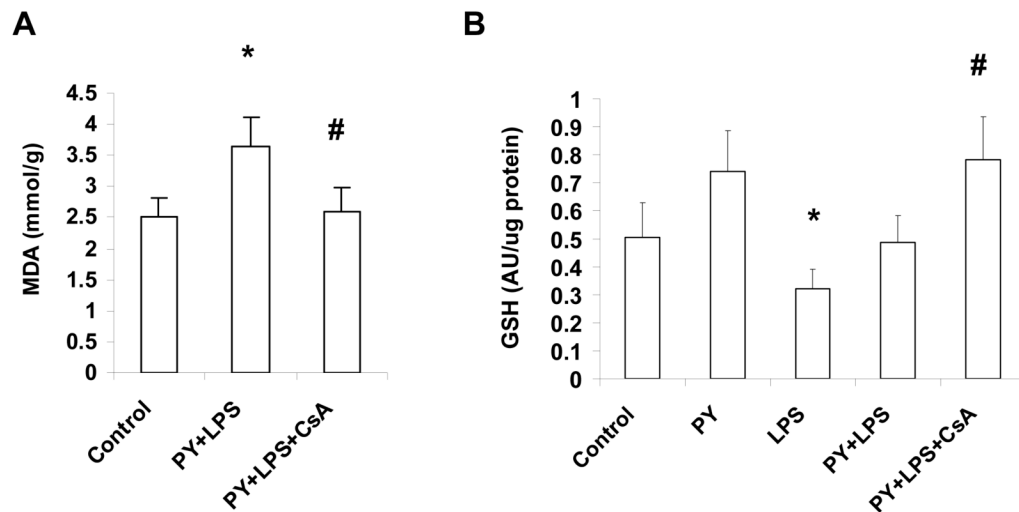 A
*
#
MDA (mmol/g)
4.5
4
3.5
3
2.5
2
1.5
1
0.5
0
Control
PY+LPS
PY+LPS+CsA
B
#
*
GSH (AU/ug protein)
1
0.9
0.8
0.7
0.6
0.5
0.4
0.3
0.2
0.1
0
Control
PY
LPS
PY+LPS
PY+LPS+CsA